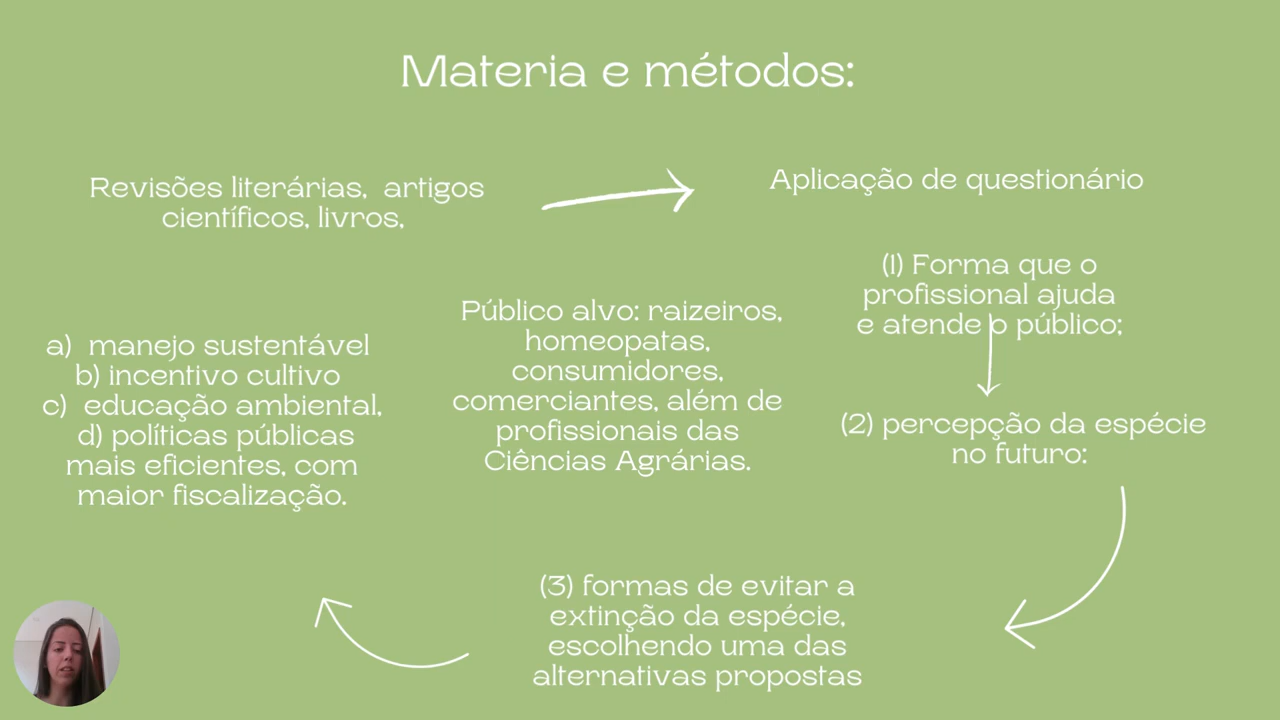 Materia e métodos:
Revisões literárias, artigos
científicos, livros,
Aplicação de questionário
(1) Forma que o
profissional ajuda
e atende o público;
(2) percepção da espécie
no futuro:
Público alvo: raizeiros,
homeopatas,
consumidores,
comerciantes, além de
profissionais das
Ciências Agrárias.
(3) formas de evitar a
extinção da espécie,
escolhendo uma das
alternativas propostas
a) manejo sustentável
b) incentivo cultivo
c) educação ambiental,
d) políticas públicas
mais eficientes, com
maior fiscalização.